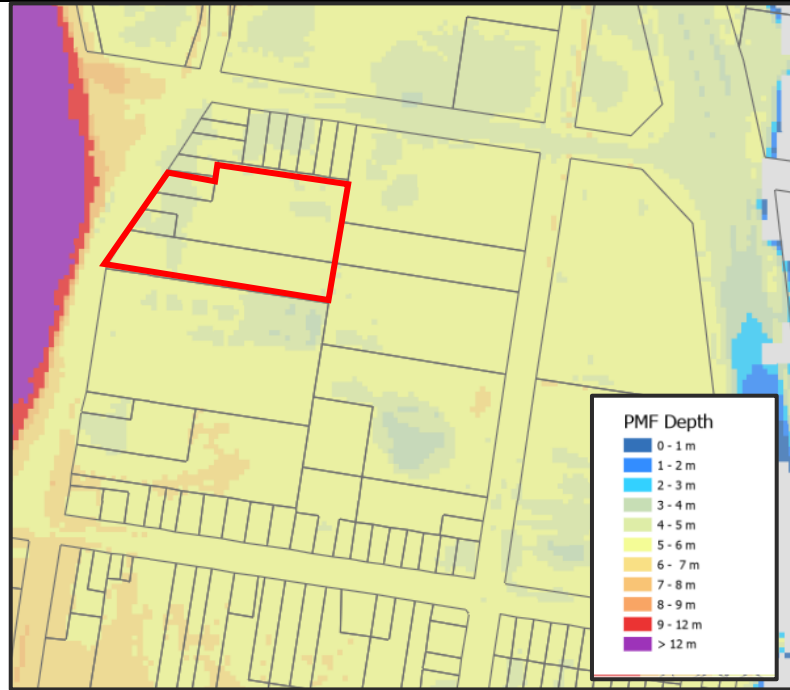 PMF Depth
0 - 1 m
1 - 2 m
2 - 3 m
3 - 4 m
4 - 5 m
5 - 6 m
6 - 7 m
7 - 8 m
8 - 9 m
9 - 12 m
> 12 m